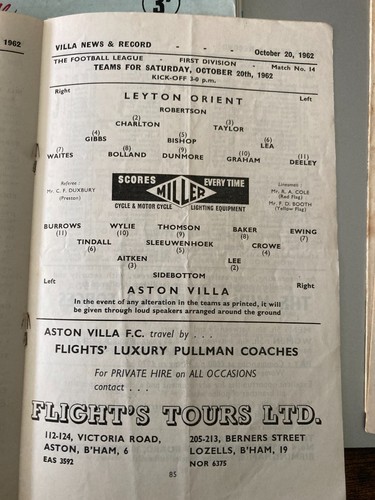 3ᴰ
1962
VILLA NEWS & RECORD - - - October 20, 1962
THE FOOTBALL LEAGUE - FIRST DIVISION - Match No. 14
TEAMS FOR SATURDAY, OCTOBER 20th, 1962
KICK-OFF 3-0 p.m.
Right Left
LEYTON ORIENT
ROBERTSON
(2) (3)
CHARLTON TAYLOR
(4) (5) (6)
GIBBS BISHOP LEA
(7) (8) (9) (10) (11)
WAITES BOLLAND DUNMORE GRAHAM DEELEY
Referee:
Mr. C. F. DUXBURY
(Preston)
SCORES MILLER EVERY TIME
CYCLE & MOTOR CYCLE LIGHTING EQUIPMENT
Linesmen:
Mr. R. A. COLE
(Red Flag)
Mr. F. D. BOOTH
(Yellow Flag)
BURROWS WYLIE THOMSON BAKER EWING
(11) (10) (9) (8) (7)
TINDALL SLEEUWENHOEK CROWE
(6) (5) (4)
AITKEN LEE
(3) (2)
SIDEBOTTOM
Left Right
ASTON VILLA
In the event of any alteration in the teams as printed, it will
be given through loud speakers arranged around the ground
ASTON VILLA F.C. travel by . . .
FLIGHTS' LUXURY PULLMAN COACHES
For PRIVATE HIRE on ALL OCCASIONS
contact . . .
FLIGHT'S TOURS LTD.
112-124, VICTORIA ROAD, 205-213, BERNERS STREET
ASTON, B'HAM, 6 LOZELLS, B'HAM, 19
EAS 3592 NOR 6375
85